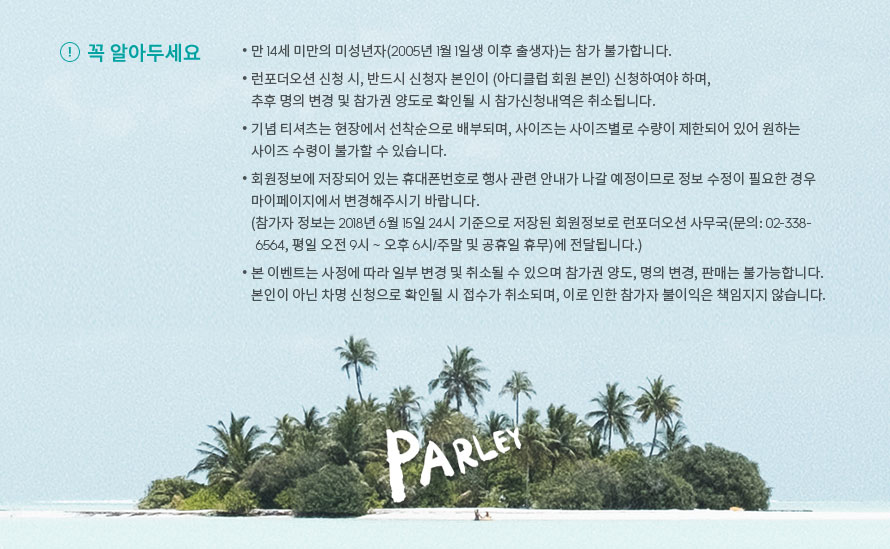 ! 꼭 알아두세요
• 만 14세 미만의 미성년자(2005년 1월 1일생 이후 출생자)는 참가 불가합니다.
• 런포더오션 신청 시, 반드시 신청자 본인이 (아디클럽 회원 본인) 신청하여야 하며,
추후 명의 변경 및 참가권 양도로 확인될 시 참가신청내역은 취소됩니다.
• 기념 티셔츠는 현장에서 선착순으로 배부되며, 사이즈는 사이즈별로 수량이 제한되어 있어 원하는
사이즈 수령이 불가할 수 있습니다.
• 회원정보에 저장되어 있는 휴대폰번호로 행사 관련 안내가 나갈 예정이므로 정보 수정이 필요한 경우
마이페이지에서 변경해주시기 바랍니다.
(참가자 정보는 2018년 6월 15일 24시 기준으로 저장된 회원정보로 런포더오션 사무국(문의: 02-338-
6564, 평일 오전 9시 ~ 오후 6시/주말 및 공휴일 휴무)에 전달됩니다.)
• 본 이벤트는 사정에 따라 일부 변경 및 취소될 수 있으며 참가권 양도, 명의 변경, 판매는 불가능합니다.
본인이 아닌 차명 신청으로 확인될 시 접수가 취소되며, 이로 인한 참가자 불이익은 책임지지 않습니다.
PARLEY